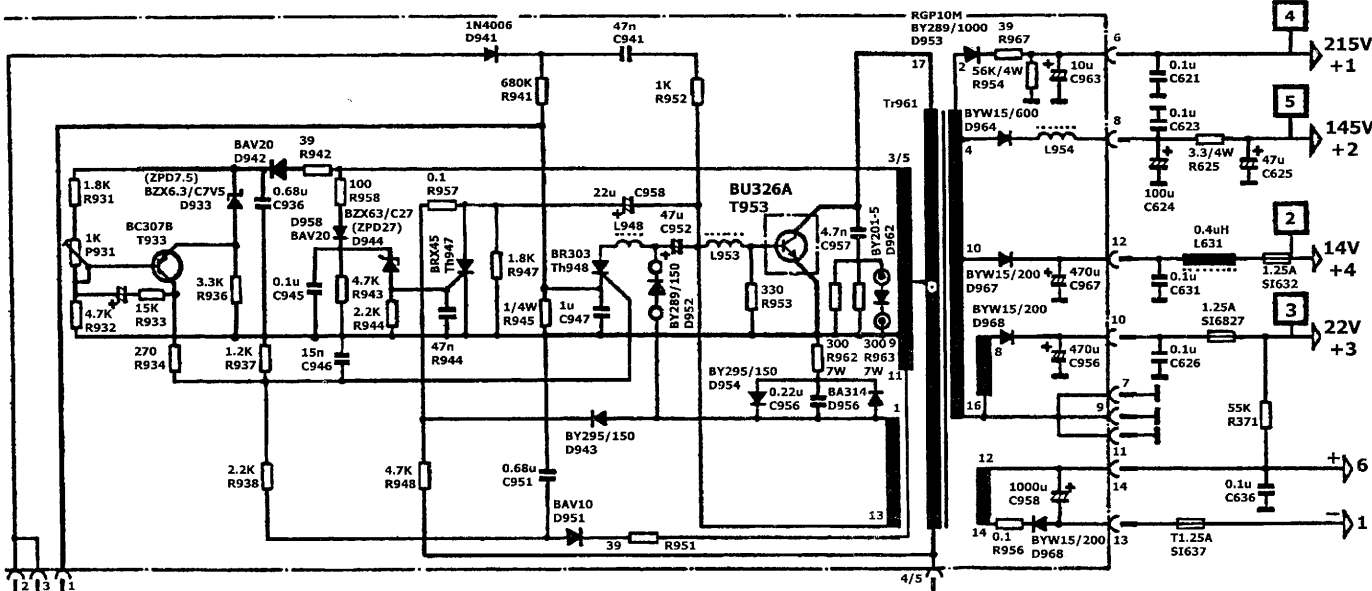 1N4006
D941
47n
C941
RGP10M
BY289/1000
D953
39
R967
6
4
215V
+1
17
2
56K/4W
R954
10u
C963
0.1u
C621
680K
R941
1K
R952
Tr961
0.1u
C623
5
145V
+2
BYW15/600
D964
8
L954
4
3.3/4W
R625
47u
C625
100u
C624
BAV20
D942
39
R942
3/5
(ZPD7.5)
BZX6.3/C7V5
D933
0.68u
C936
100
R958
0.1
R957
22u
C958
BU326A
T953
1.8K
R931
BZX63/C27
(ZPD27)
D944
D958
BAV20
L948
47u
C952
4.7n
C957
BY201-5
D962
1K
P931
BC307B
T933
BRX45
Th947
BR303
Th948
L953
10
12
2
14V
+4
0.4uH
L631
BYW15/200
D967
470u
C967
0.1u
C631
1.25A
SI632
3.3K
R936
0.1u
C945
4.7K
R943
1.8K
R947
BY289/150
D952
330
R953
4.7K
R932
15K
R933
2.2K
R944
1/4W
R945
1u
C947
BYW15/200
D968
10
1.25A
SI6827
3
22V
+3
270
R934
1.2K
R937
15n
C946
47n
R944
300
R962
7W
300
R963
7W
9
8
470u
C956
0.1u
C626
11
BY295/150
D954
0.22u
C956
BA314
D956
1
16
7
9
11
55K
R371
BY295/150
D943
2.2K
R938
4.7K
R948
0.68u
C951
12
1000u
C958
14
+
6
0.1u
C636
BAV10
D951
13
39
R951
14
0.1
R956
BYW15/200
D968
13
T1.25A
SI637
−
1
2
3
1
4/5